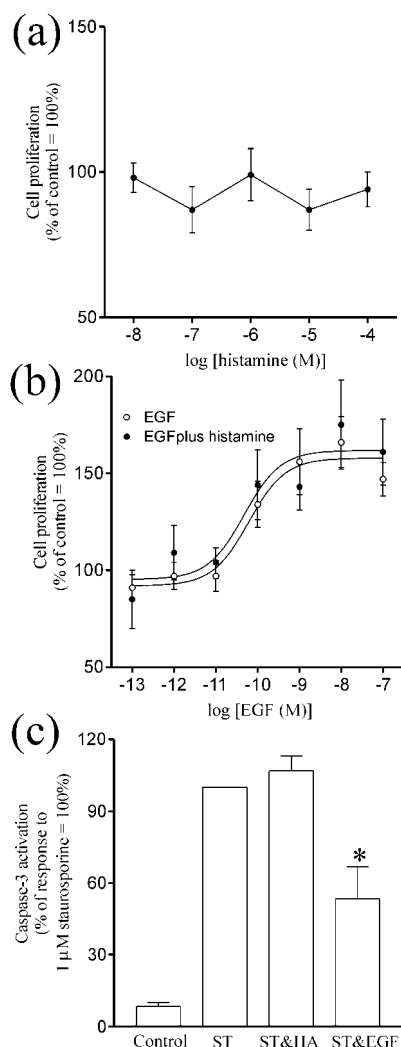 (a)
Cell proliferation
(% of control = 100%)
150
100
50
-8 -7 -6 -5 -4
log [histamine (M)]
(b)
Cell proliferation
(% of control = 100%)
200
150
100
50
EGF
EGFplus histamine
-13 -12 -11 -10 -9 -8 -7
log [EGF (M)]
(c)
Caspase-3 activation
(% of response to
1 µM staurosporine = 100%)
120
90
60
30
0
*
Control ST ST&HA ST&EGF